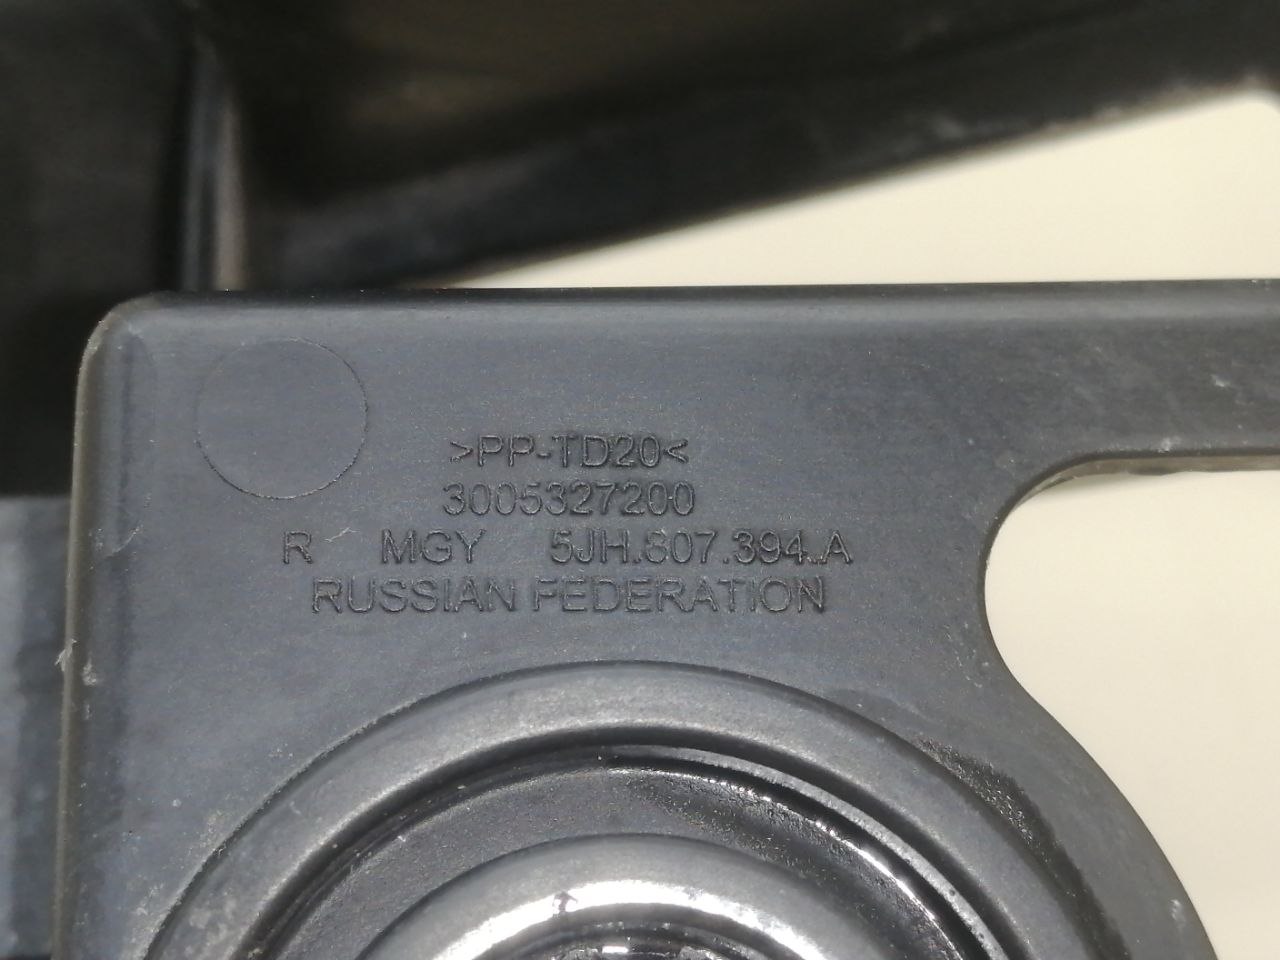 >PP-TD20<
3005327200
R MGY 5JH.807.394.A
RUSSIAN FEDERATION